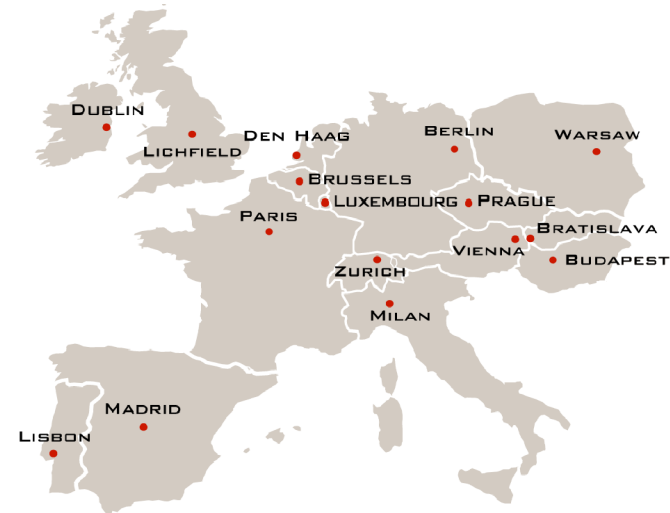 Dublin
Lichfield
Den Haag
Berlin
Warsaw
Brussels
Luxembourg
Prague
Paris
Bratislava
Vienna
Budapest
Zurich
Milan
Madrid
Lisbon